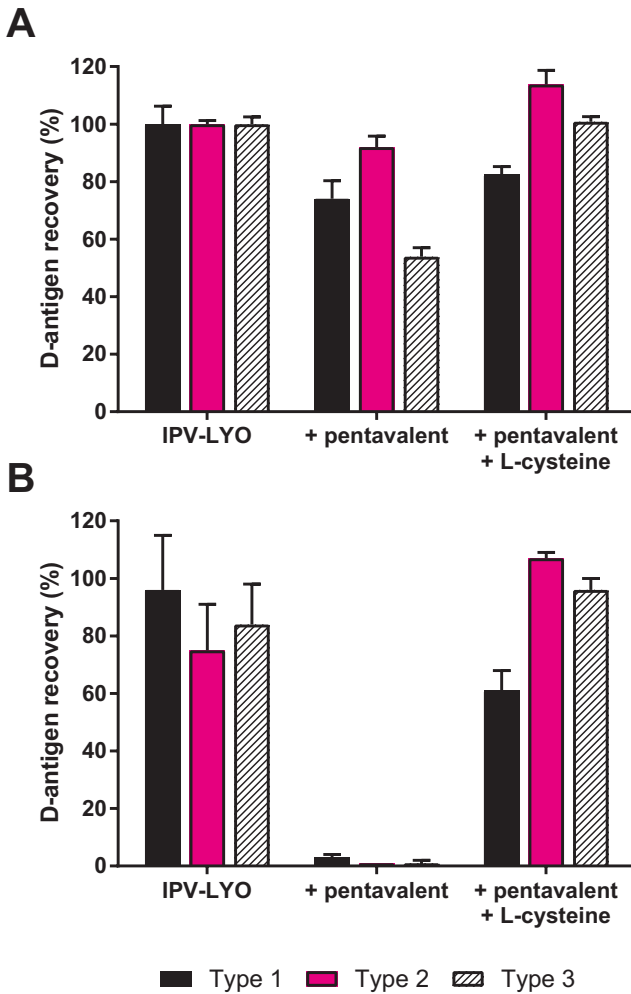 A
D-antigen recovery (%)
120
100
80
60
40
20
0
IPV-LYO
+ pentavalent
+ pentavalent
+ L-cysteine
B
D-antigen recovery (%)
120
100
80
60
40
20
0
IPV-LYO
+ pentavalent
+ pentavalent
+ L-cysteine
Type 1 Type 2 Type 3